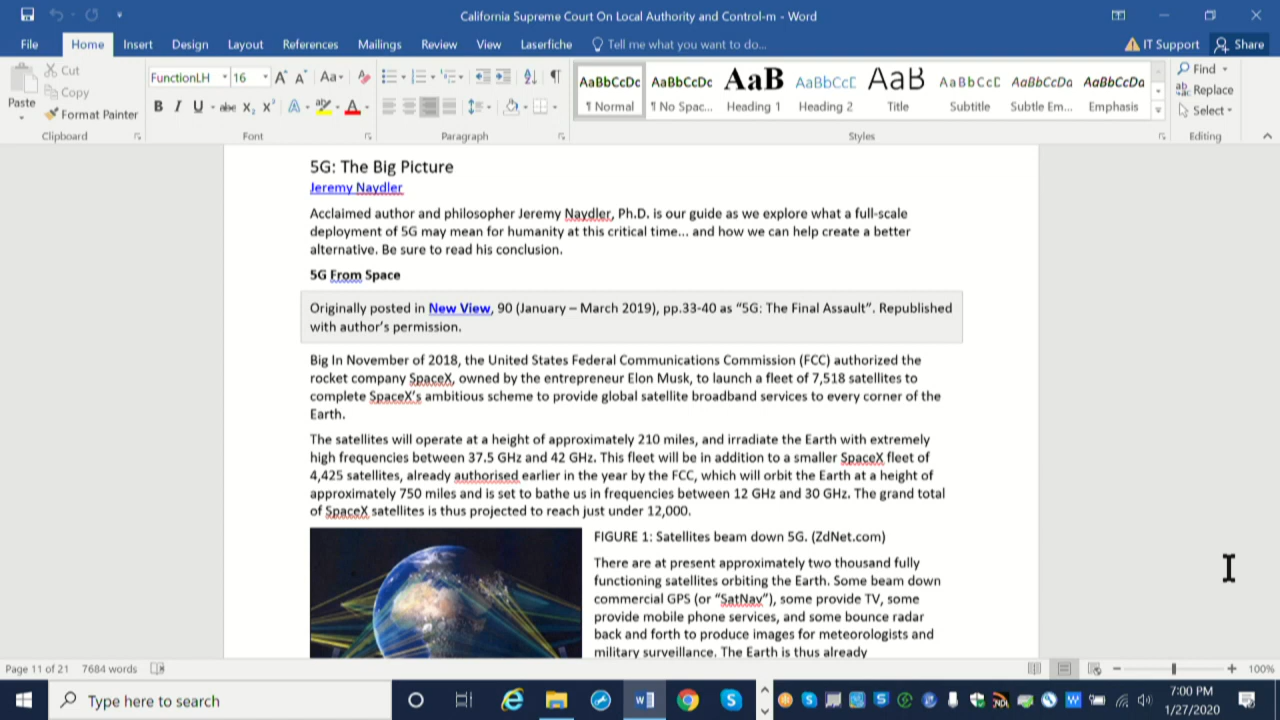 California Supreme Court On Local Authority and Control-m - Word
File Home Insert Design Layout References Mailings Review View Laserfiche Tell me what you want to do... IT Support Share
Paste
Cut
Copy
Format Painter
Clipboard
FunctionLH 16
Font
Paragraph
AaBbCcDc AaBbCcDc AaB AaBbCcC AaB AaBbCcC AaBbCcDa AaBbCcDa
¶ Normal ¶ No Spac... Heading 1 Heading 2 Title Subtitle Subtle Em... Emphasis
Styles
Find
Replace
Select
Editing
5G: The Big Picture
Jeremy Naydler
Acclaimed author and philosopher Jeremy Naydler, Ph.D. is our guide as we explore what a full-scale
deployment of 5G may mean for humanity at this critical time... and how we can help create a better
alternative. Be sure to read his conclusion.
5G From Space
Originally posted in New View, 90 (January – March 2019), pp.33-40 as “5G: The Final Assault”. Republished
with author’s permission.
Big In November of 2018, the United States Federal Communications Commission (FCC) authorized the
rocket company SpaceX, owned by the entrepreneur Elon Musk, to launch a fleet of 7,518 satellites to
complete SpaceX’s ambitious scheme to provide global satellite broadband services to every corner of the
Earth.
The satellites will operate at a height of approximately 210 miles, and irradiate the Earth with extremely
high frequencies between 37.5 GHz and 42 GHz. This fleet will be in addition to a smaller SpaceX fleet of
4,425 satellites, already authorised earlier in the year by the FCC, which will orbit the Earth at a height of
approximately 750 miles and is set to bathe us in frequencies between 12 GHz and 30 GHz. The grand total
of SpaceX satellites is thus projected to reach just under 12,000.
FIGURE 1: Satellites beam down 5G. (ZdNet.com)
There are at present approximately two thousand fully
functioning satellites orbiting the Earth. Some beam down
commercial GPS (or “SatNav”), some provide TV, some
provide mobile phone services, and some bounce radar
back and forth to produce images for meteorologists and
military surveillance. The Earth is thus already
Page 11 of 21 7684 words 100%
Type here to search
7:00 PM
1/27/2020